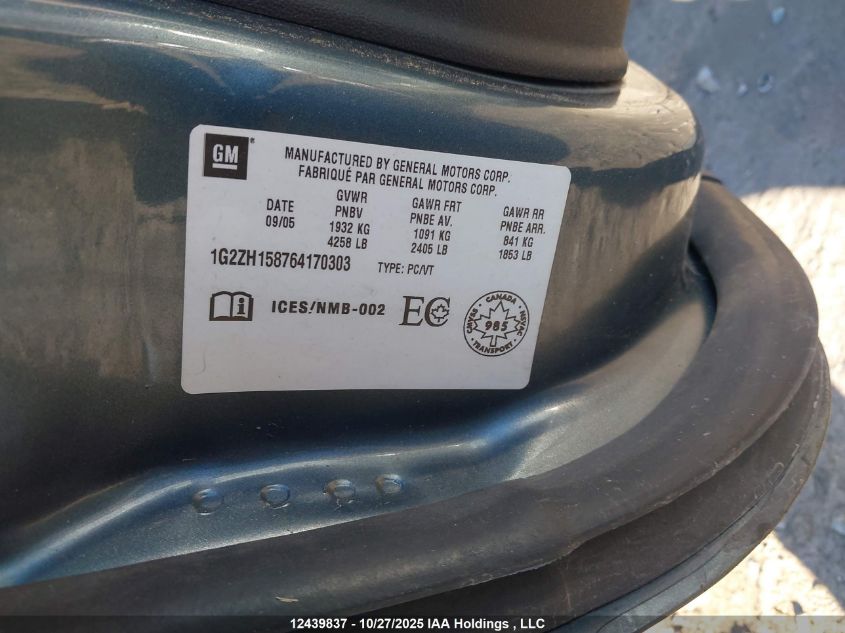 GM
MANUFACTURED BY GENERAL MOTORS CORP.
FABRIQUÉ PAR GENERAL MOTORS CORP.
DATE
09/05
GVWR
PNBV
1932 KG
4258 LB
GAWR FRT
PNBE AV.
1091 KG
2405 LB
GAWR RR
PNBE ARR.
841 KG
1853 LB
1G2ZH158764170303 TYPE: PC/VT
i ICES/NMB-002 EC
CANADA
CMVSS NSVAC
985
TRANSPORT
12439837 - 10/27/2025 IAA Holdings , LLC